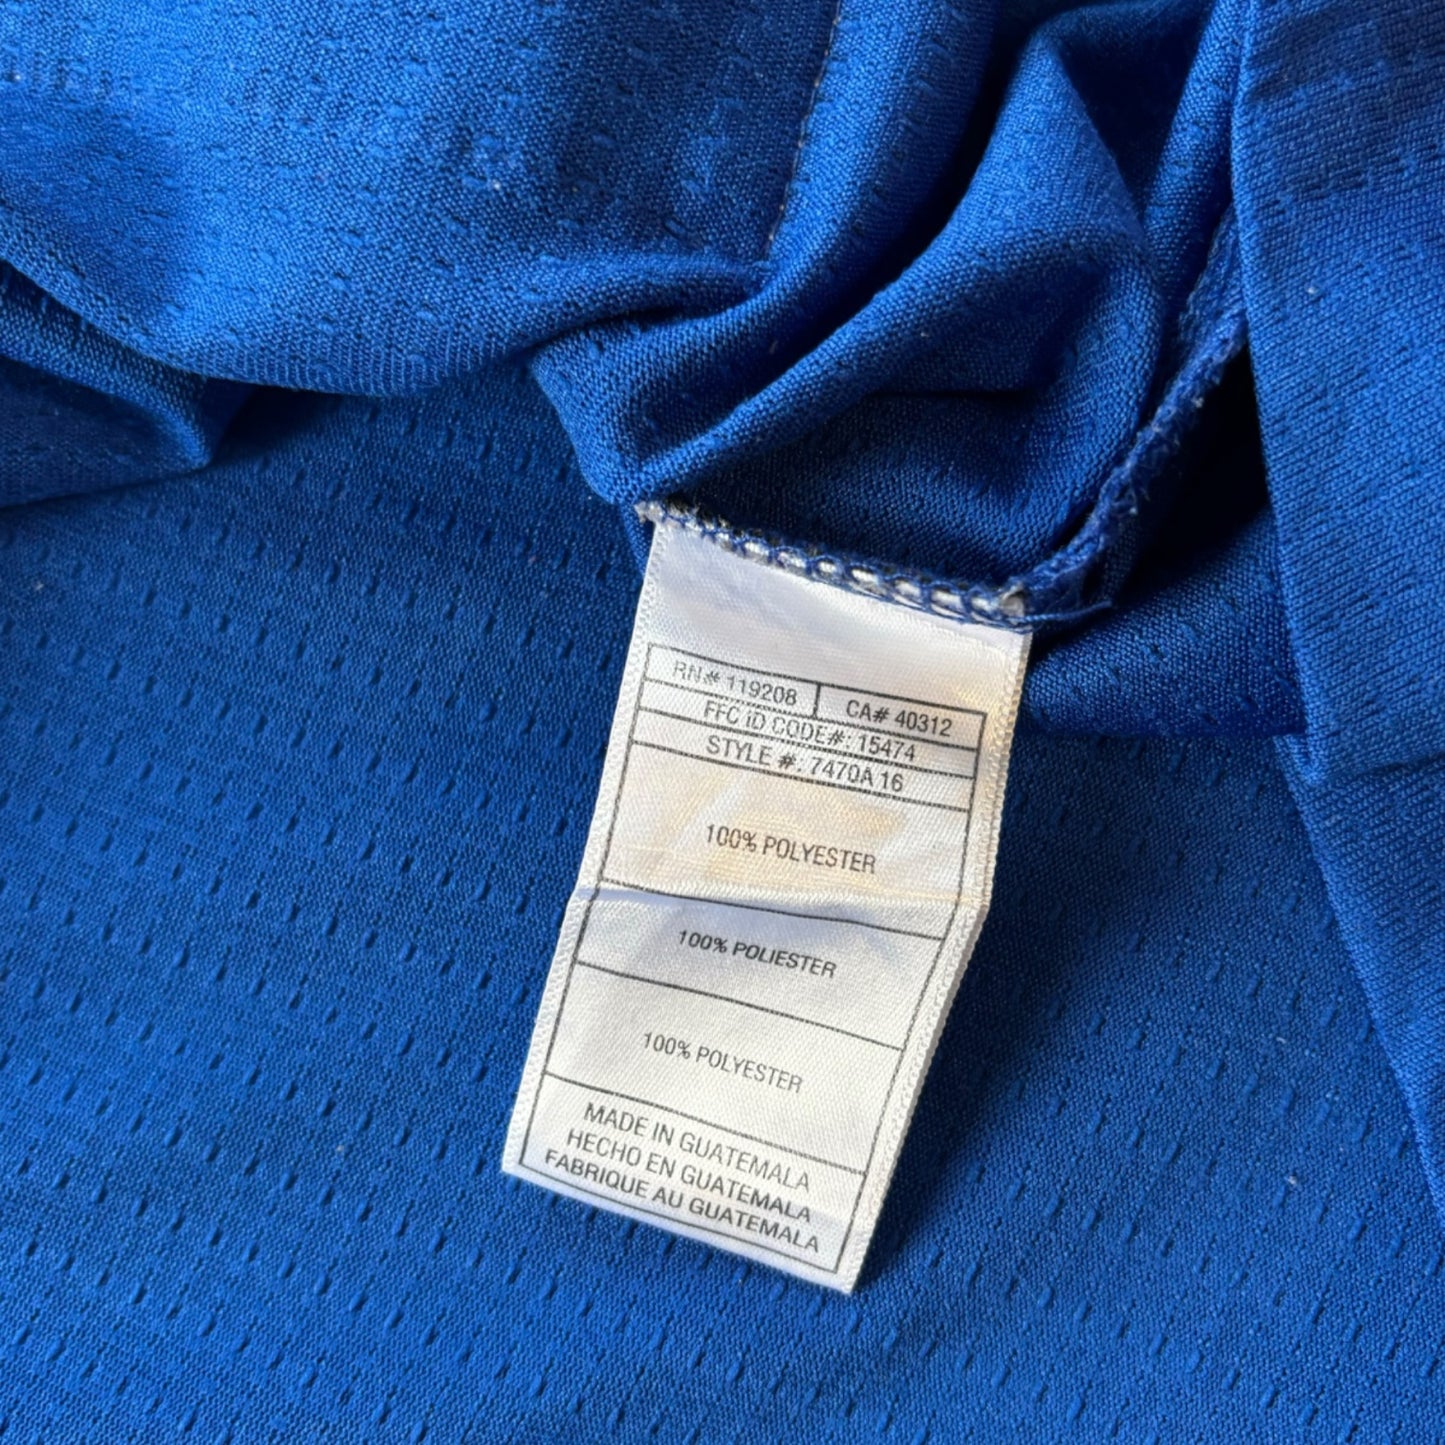 RN# 119208 CA# 40312
FFC ID CODE#: 15474
STYLE #: 7470A 16
100% POLYESTER
100% POLIESTER
100% POLYESTER
MADE IN GUATEMALA
HECHO EN GUATEMALA
FABRIQUE AU GUATEMALA